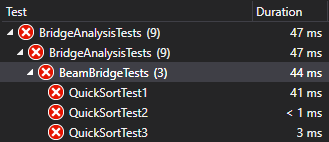 Test Duration
BridgeAnalysisTests (9) 47 ms
BridgeAnalysisTests (9) 47 ms
BeamBridgeTests (3) 44 ms
QuickSortTest1 41 ms
QuickSortTest2 < 1 ms
QuickSortTest3 3 ms